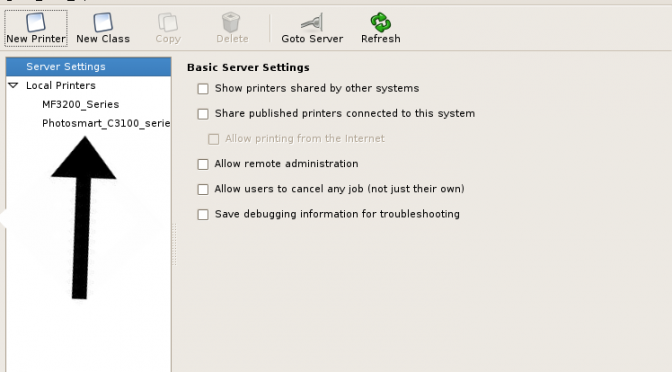 New Printer New Class Copy Delete Goto Server Refresh
Server Settings
Local Printers
MF3200_Series
Photosmart_C3100_serie
Basic Server Settings
Show printers shared by other systems
Share published printers connected to this system
Allow printing from the Internet
Allow remote administration
Allow users to cancel any job (not just their own)
Save debugging information for troubleshooting